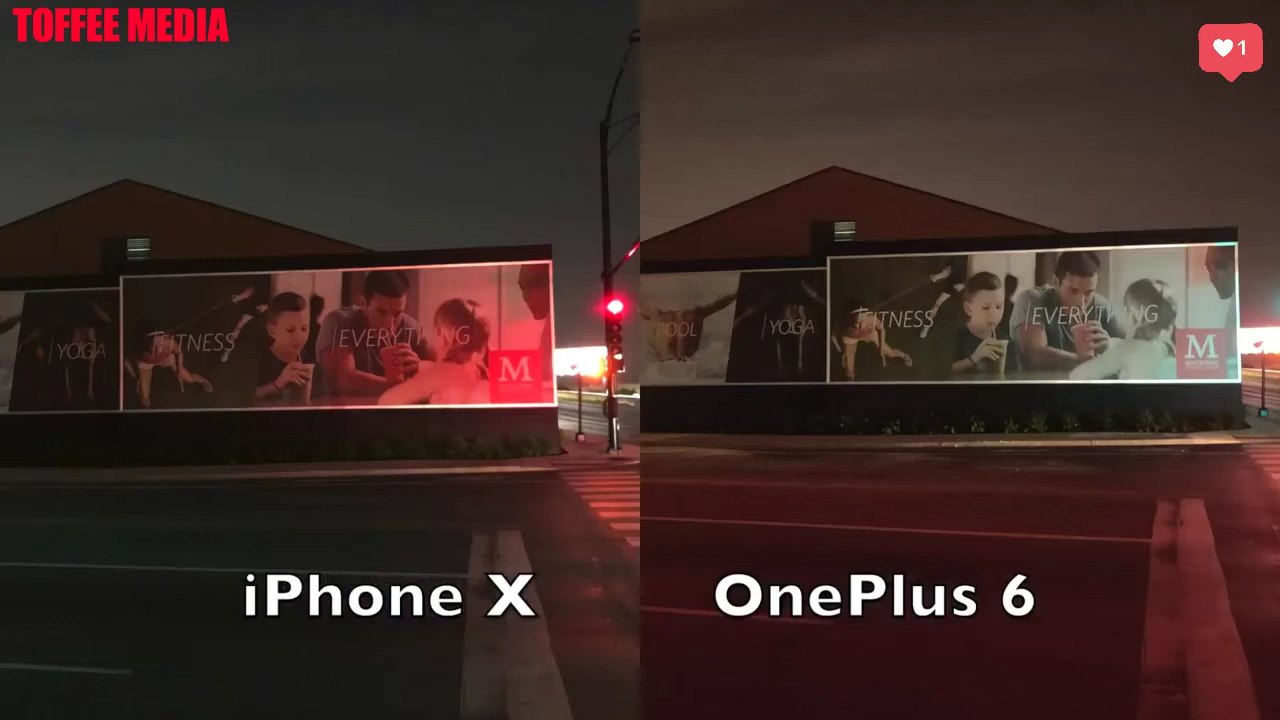 TOFFEE MEDIA
1
YOGA
FITNESS
EVERYTHING
M
POOL
YOGA
FITNESS
EVERYTHING
M
iPhone X
OnePlus 6